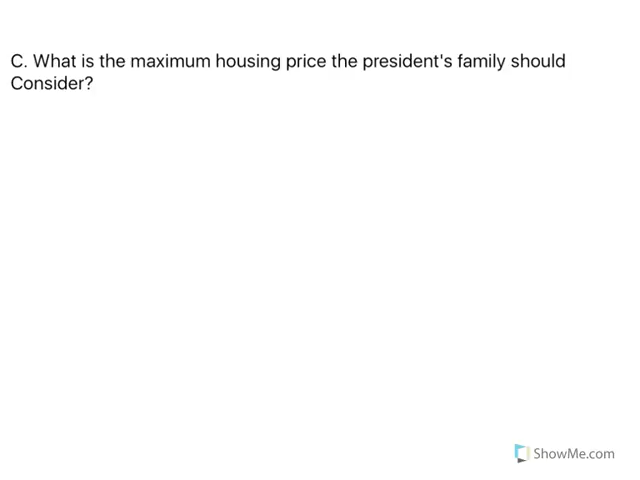 C. What is the maximum housing price the president's family should
Consider?
ShowMe.com